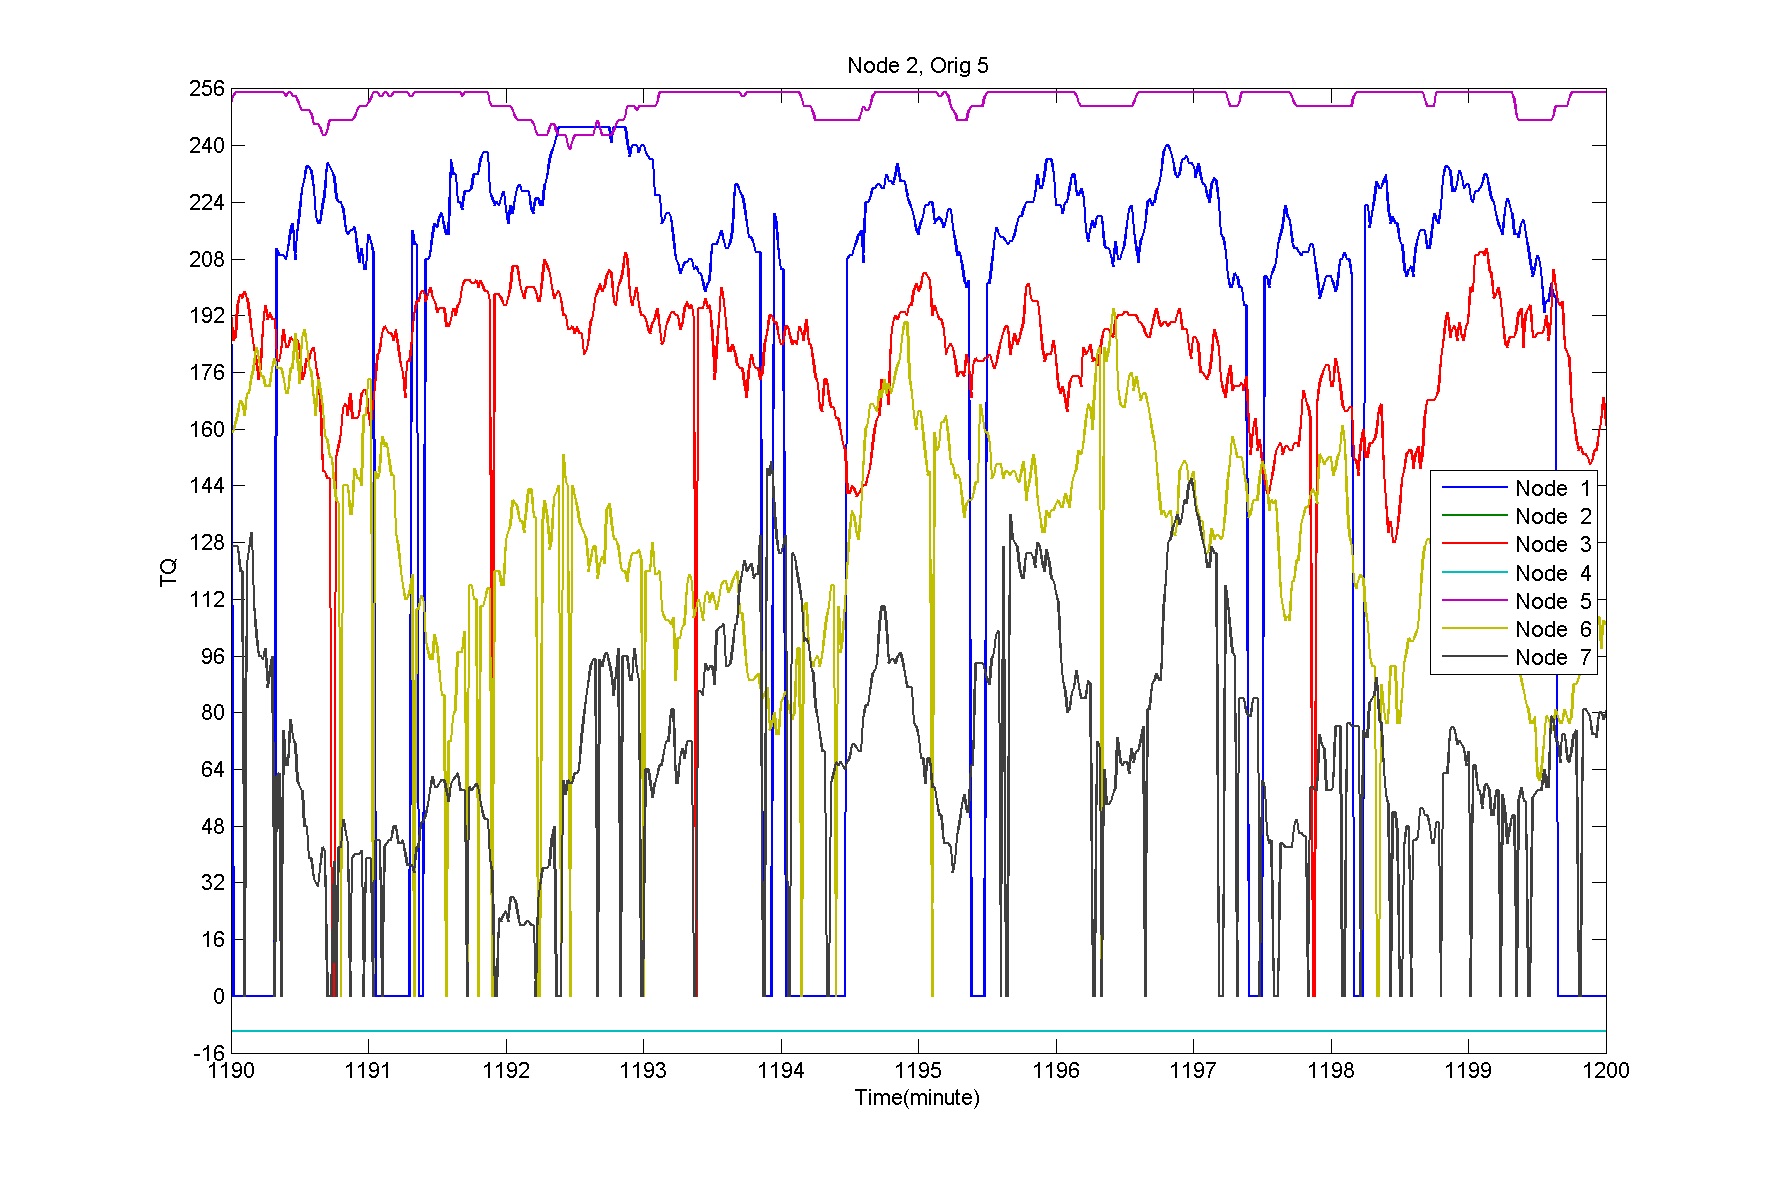 Node 2, Orig 5
256
240
224
208
192
176
160
144
128
112
96
80
64
48
32
16
0
-16
TQ
Node 1
Node 2
Node 3
Node 4
Node 5
Node 6
Node 7
1190 1191 1192 1193 1194 1195 1196 1197 1198 1199 1200
Time(minute)